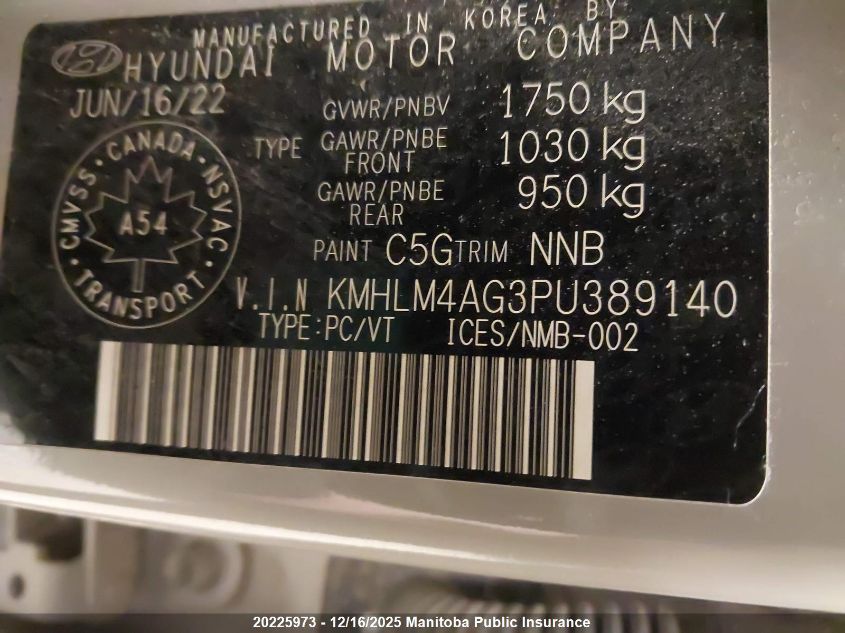 MANUFACTURED IN KOREA BY
HYUNDAI MOTOR COMPANY
JUN/16/22
GVWR/PNBV 1750 kg
TYPE GAWR/PNBE FRONT 1030 kg
GAWR/PNBE REAR 950 kg
CANADA · NSVAC · TRANSPORT · CMVSS ·
A54
PAINT C5G TRIM NNB
V.I.N KMHLM4AG3PU389140
TYPE:PC/VT ICES/NMB-002
20225973 - 12/16/2025 Manitoba Public Insurance